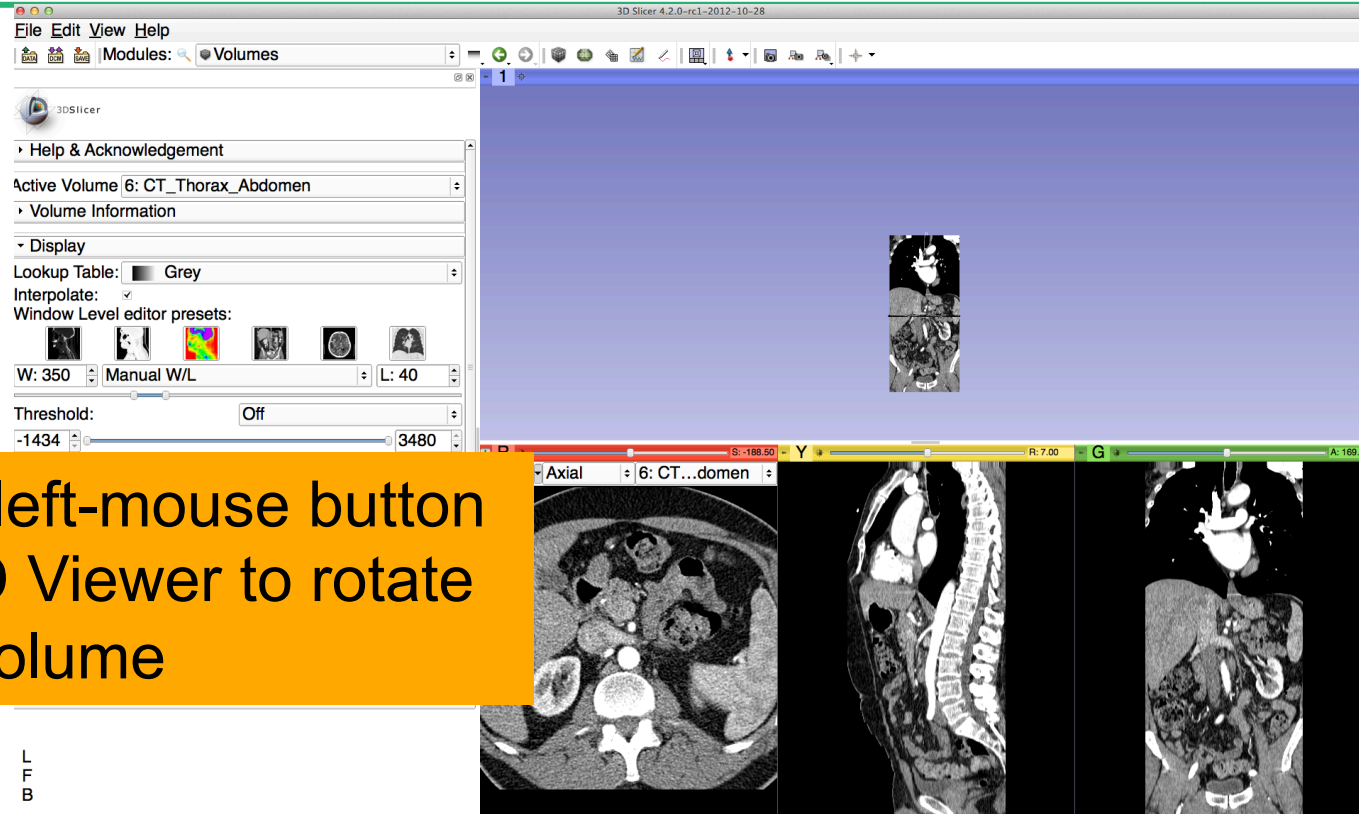 3D Slicer 4.2.0-rc1-2012-10-28
File Edit View Help
DATA DCM SAVE Modules: Volumes
1
3DSlicer
Help & Acknowledgement
Active Volume 6: CT_Thorax_Abdomen
Volume Information
Display
Lookup Table: Grey
Interpolate:
Window Level editor presets:
W: 350 Manual W/L L: 40
Threshold: Off
-1434 3480
R S: -188.50 Y R: 7.00 G A: 169.
Axial 6: CT...domen
left-mouse button
Viewer to rotate
olume
L
F
B